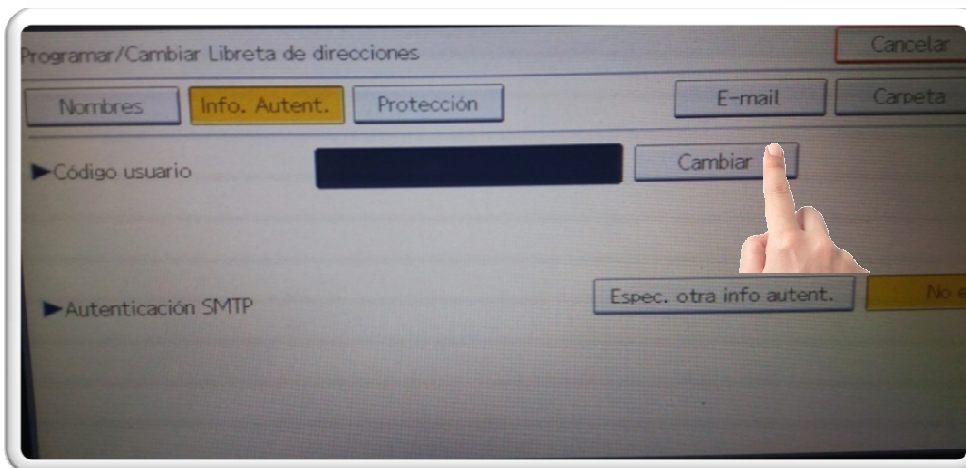 Programar/Cambiar Libreta de direcciones
Cancelar
Nombres Info. Autent. Protección E-mail Carpeta
►Código usuario Cambiar
►Autenticación SMTP Espec. otra info autent. No